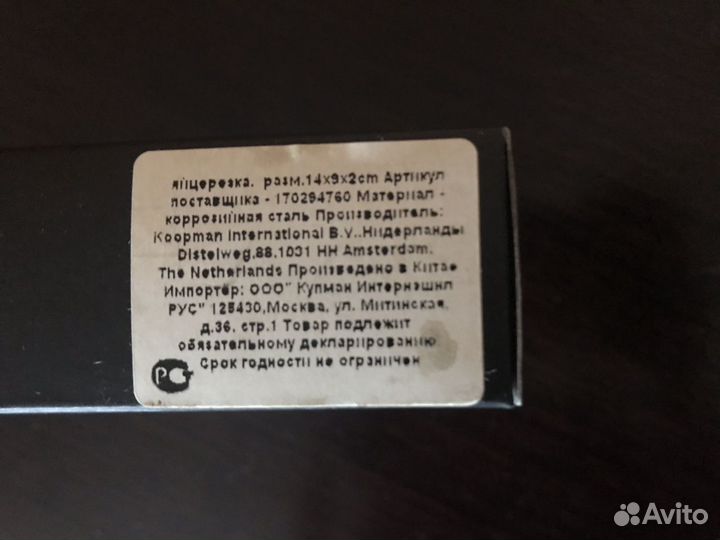 яйцерезка. разм.14x9x2cm Артикул
поставщика - 170294760 Материал -
коррозийная сталь Производитель:
Koopman International B.V..Нидерланды
Distelweg,88,1031 HH Amsterdam,
The Netherlands Произведено в Китае
Импортёр: ООО" Купман Интернэшнл
РУС" 125430,Москва, ул. Митинская,
д.36, стр.1 Товар подлежит
обязательному декларированию
Срок годности не ограничен
РСТ
Avito